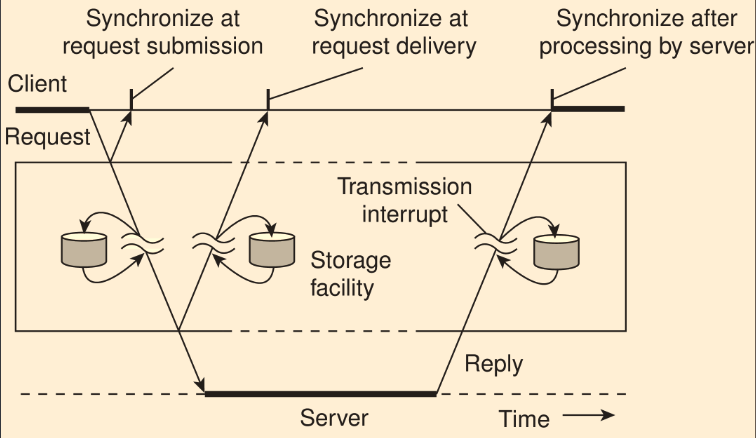 Synchronize at
request submission
Synchronize at
request delivery
Synchronize after
processing by server
Client
Request
Transmission
interrupt
Storage
facility
Reply
Server
Time